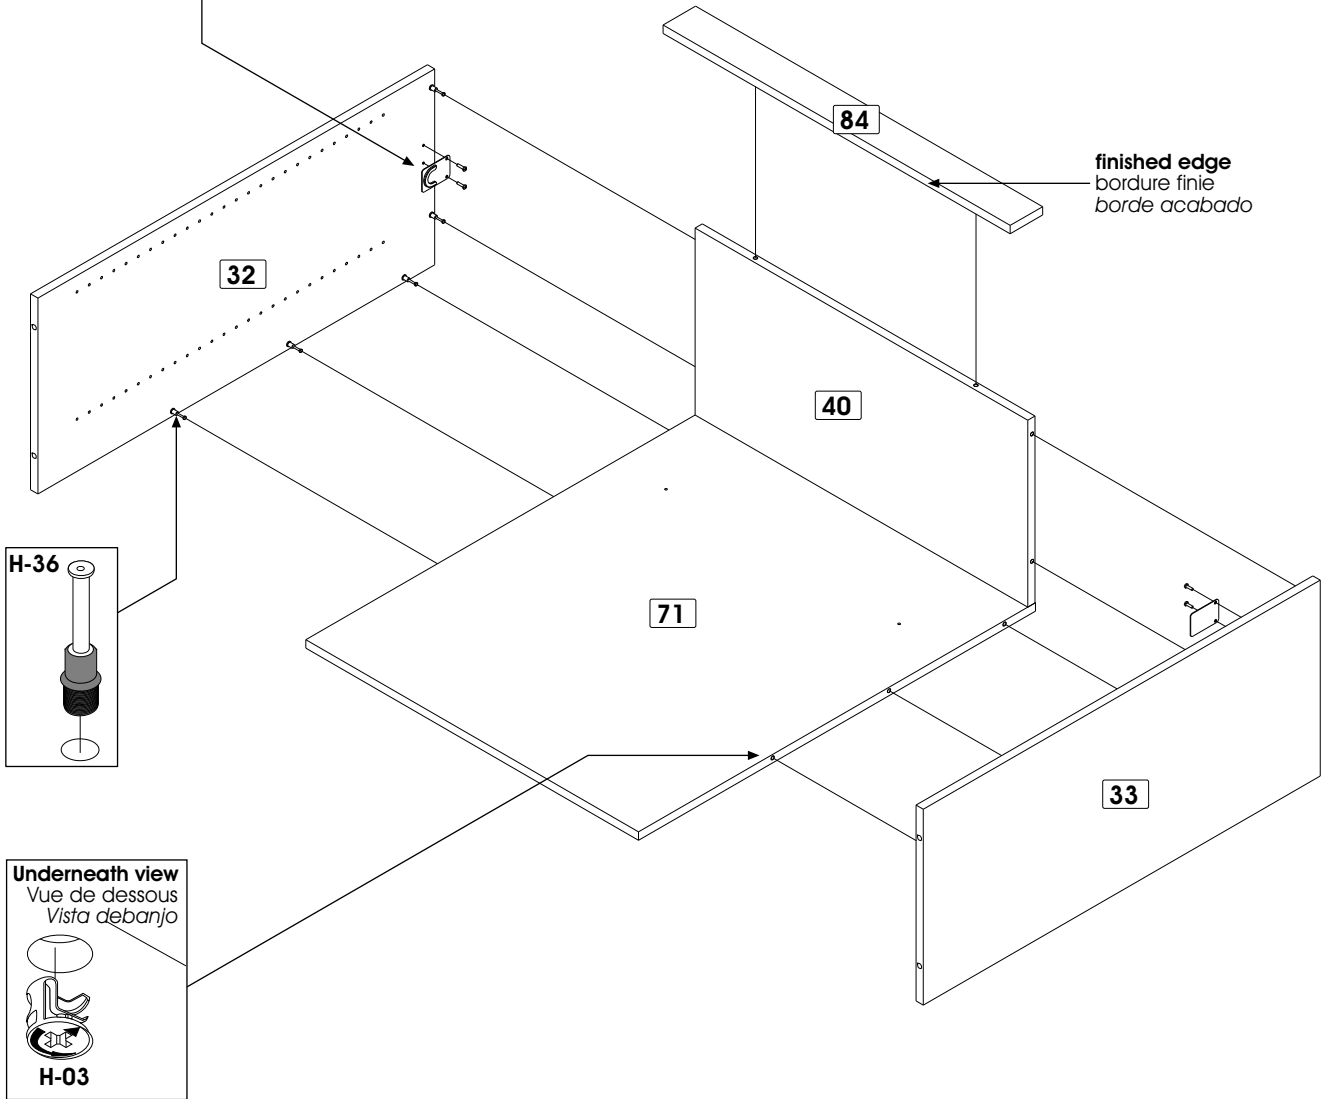 84
finished edge
bordure finie
borde acabado
32
40
H-36
71
33
Underneath view
Vue de dessous
Vista debanjo
H-03